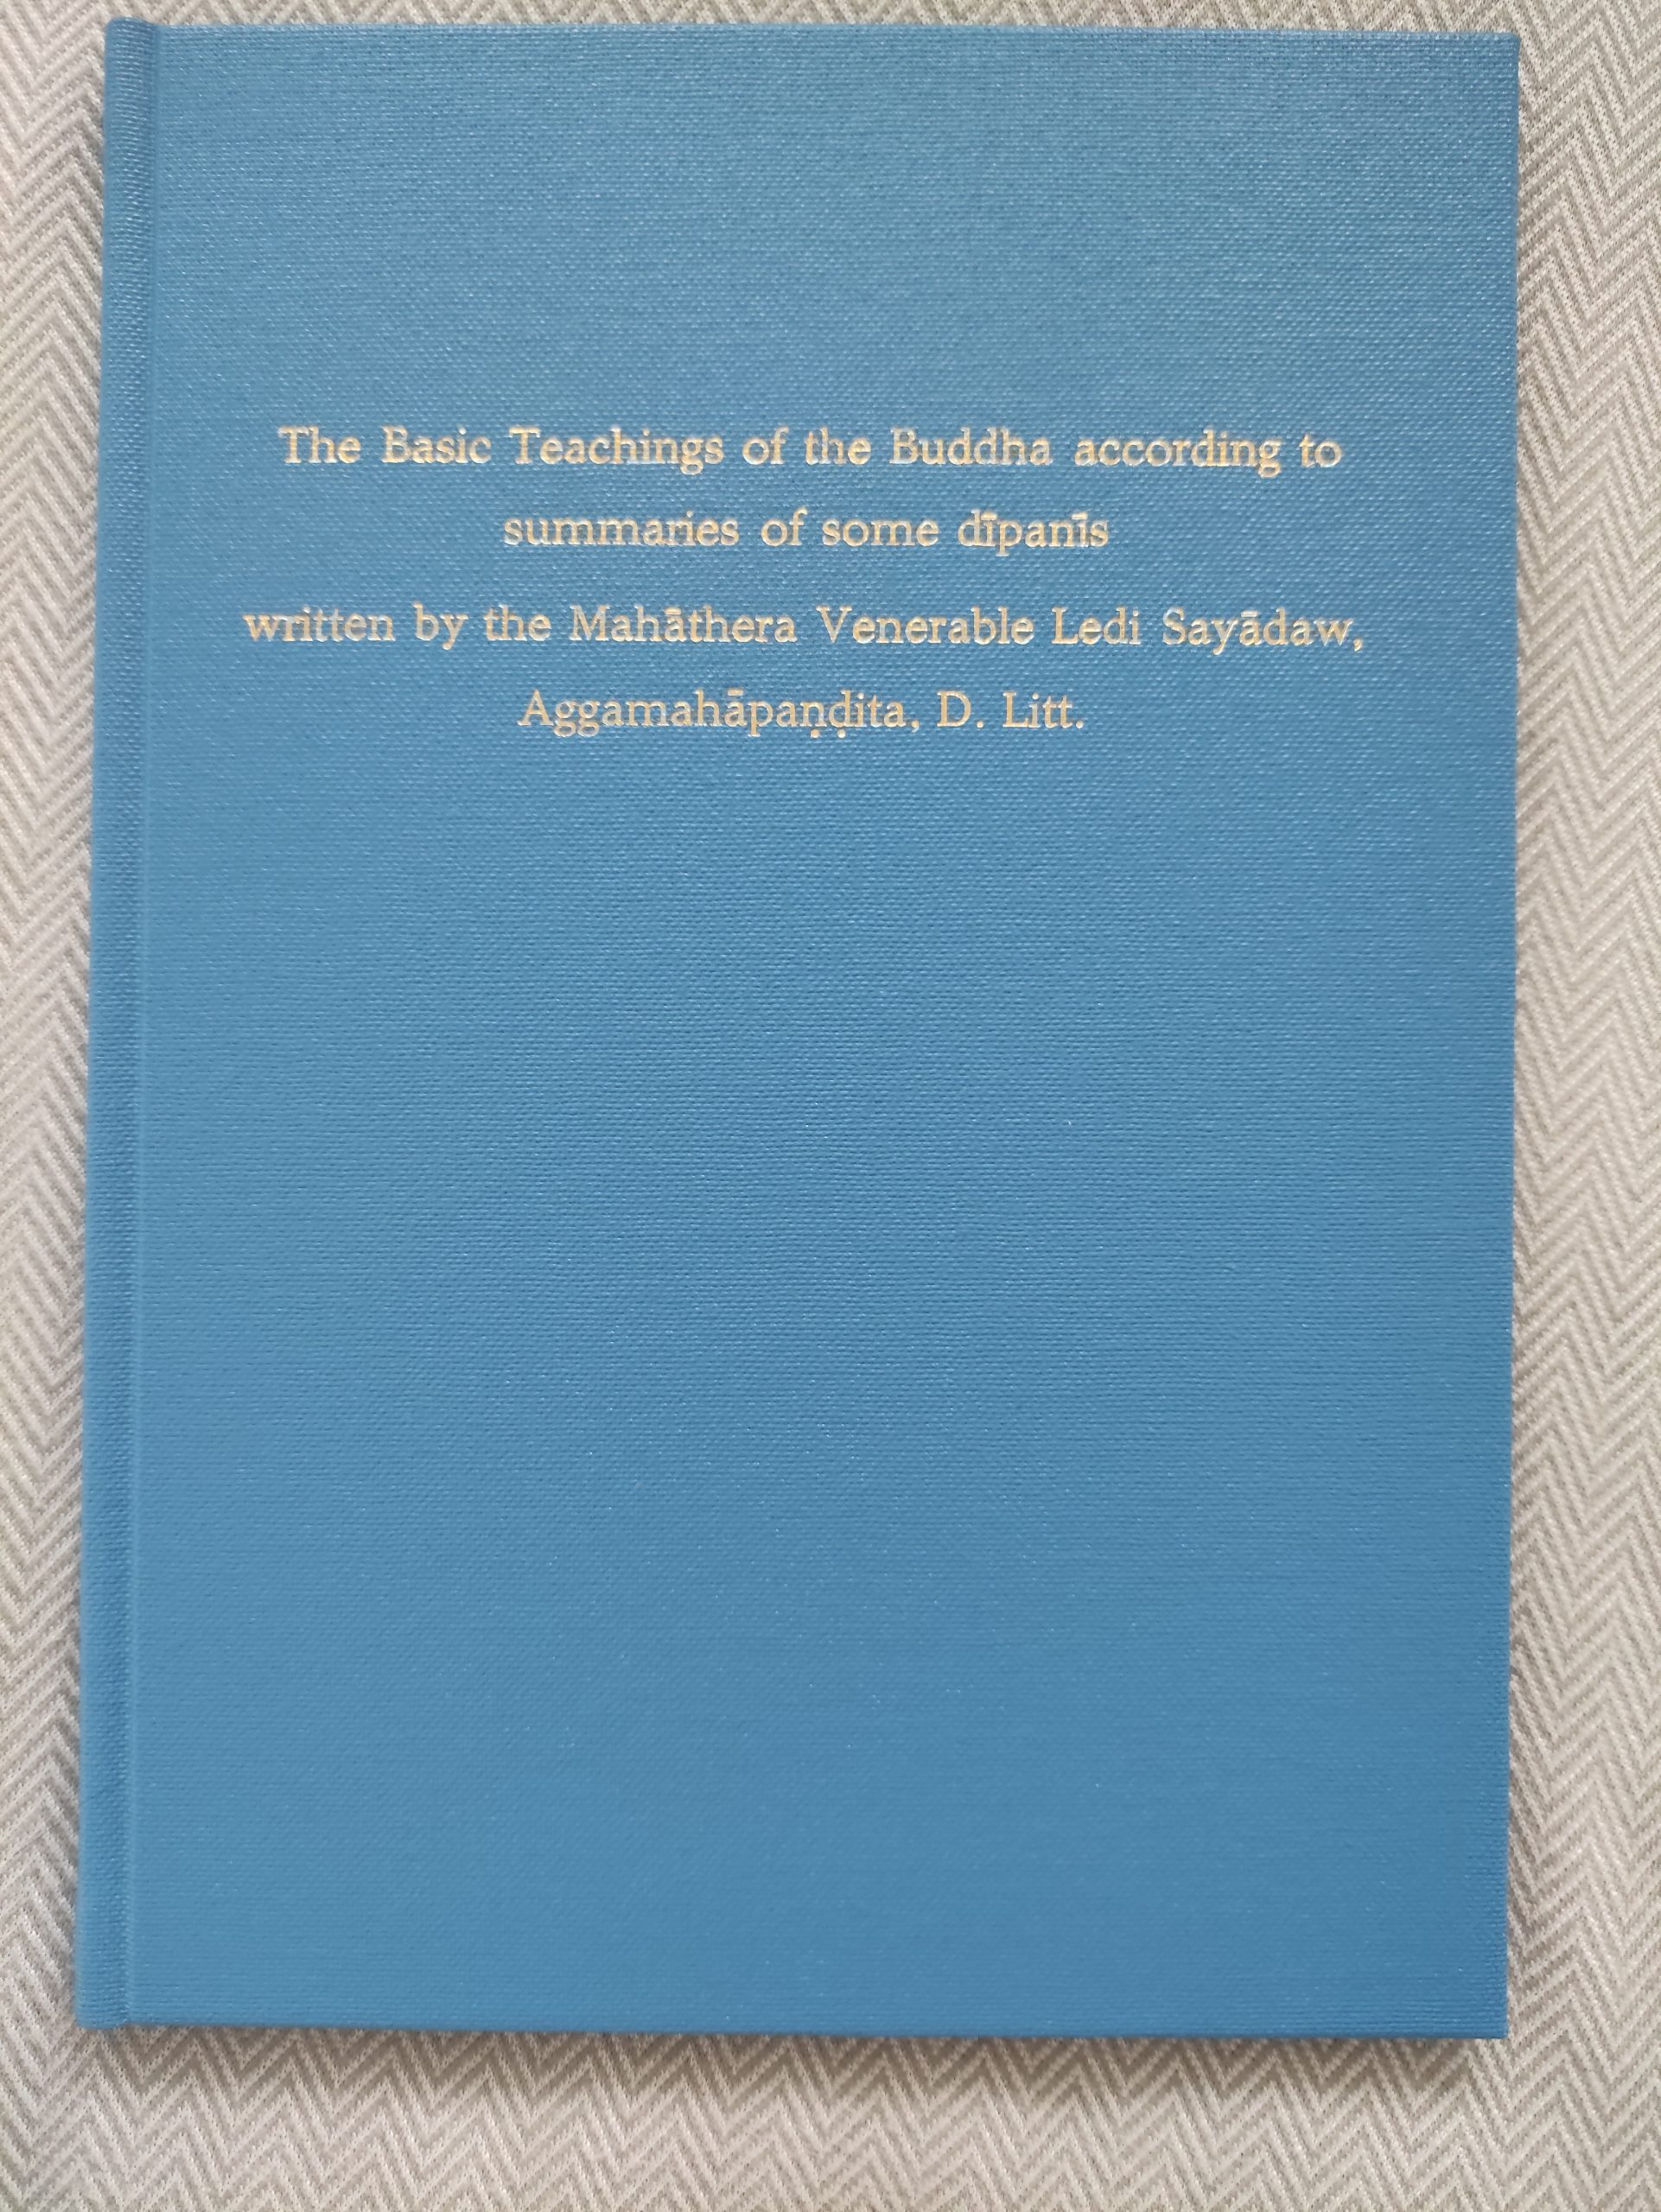 The Basic Teachings of the Buddha according to
summaries of some dīpanīs
written by the Mahāthera Venerable Ledi Sayādaw,
Aggamahāpaṇḍita, D. Litt.